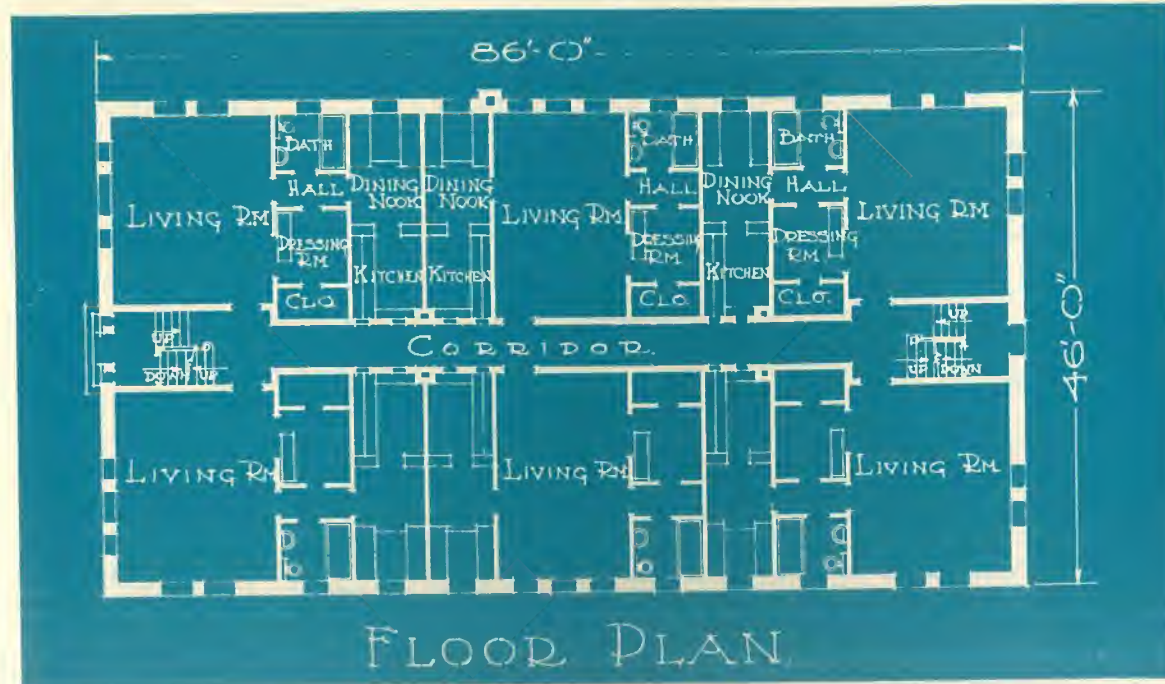 86'-0"
BATH
BATH
BATH
HALL
DINING
NOOK
DINING
NOOK
HALL
DINING
NOOK
HALL
LIVING RM
LIVING RM
LIVING RM
DRESSING
RM
DRESSING
RM
DRESSING
RM
KITCHEN
KITCHEN
KITCHEN
CLO.
CLO.
CLO.
UP
DOWN UP
CORRIDOR.
UP
UP DOWN
46'-0"
LIVING RM
LIVING RM
LIVING RM
FLOOR PLAN